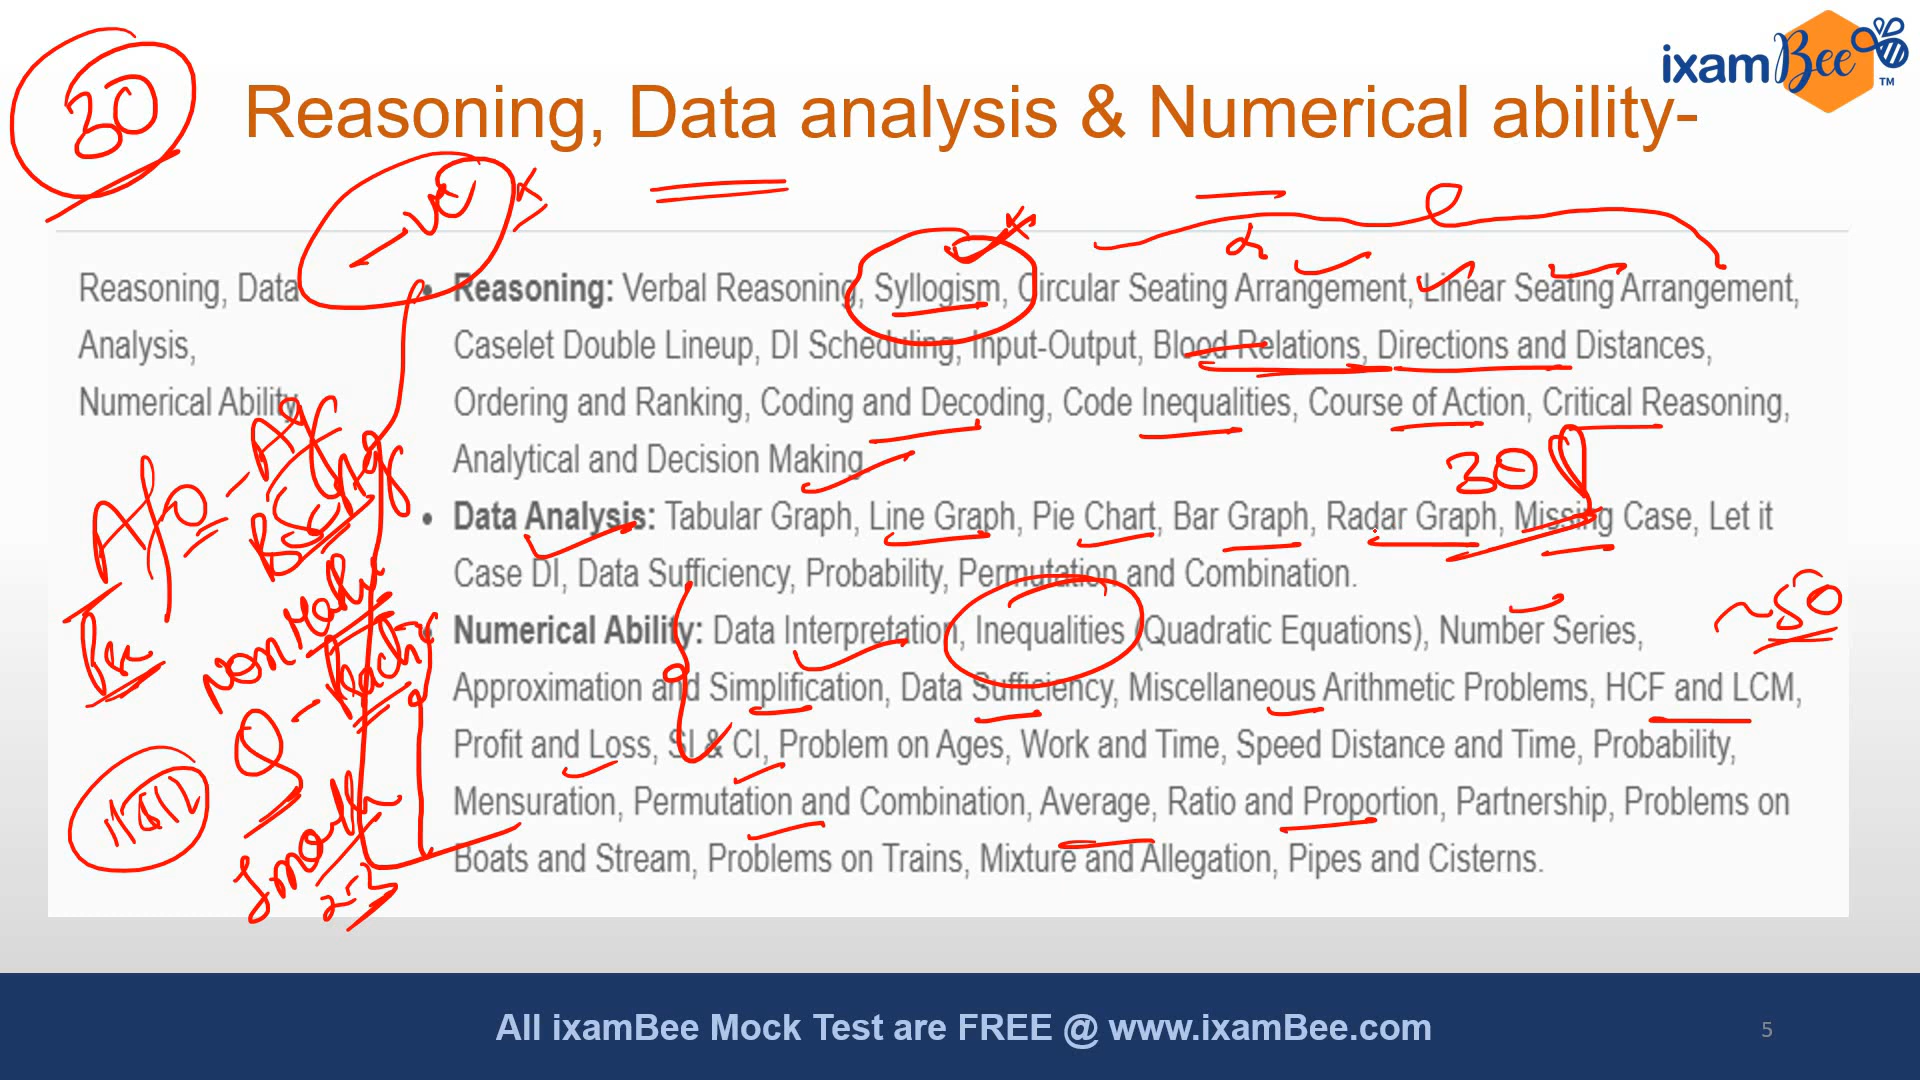 30
ixamBee
TM
Reasoning, Data analysis & Numerical ability-
-ve
Reasoning, Data
Analysis,
Numerical Ability
• Reasoning: Verbal Reasoning, Syllogism, Circular Seating Arrangement, Linear Seating Arrangement,
Caselet Double Lineup, DI Scheduling, Input-Output, Blood Relations, Directions and Distances,
Ordering and Ranking, Coding and Decoding, Code Inequalities, Course of Action, Critical Reasoning,
Analytical and Decision Making
30
• Data Analysis: Tabular Graph, Line Graph, Pie Chart, Bar Graph, Radar Graph, Missing Case, Let it
Case DI, Data Sufficiency, Probability, Permutation and Combination.
• Numerical Ability: Data Interpretation, Inequalities (Quadratic Equations), Number Series,
~50
Approximation and Simplification, Data Sufficiency, Miscellaneous Arithmetic Problems, HCF and LCM,
Profit and Loss, SI & CI, Problem on Ages, Work and Time, Speed Distance and Time, Probability,
Mensuration, Permutation and Combination, Average, Ratio and Proportion, Partnership, Problems on
Boats and Stream, Problems on Trains, Mixture and Allegation, Pipes and Cisterns.
2-3
All ixamBee Mock Test are FREE @ www.ixamBee.com
5